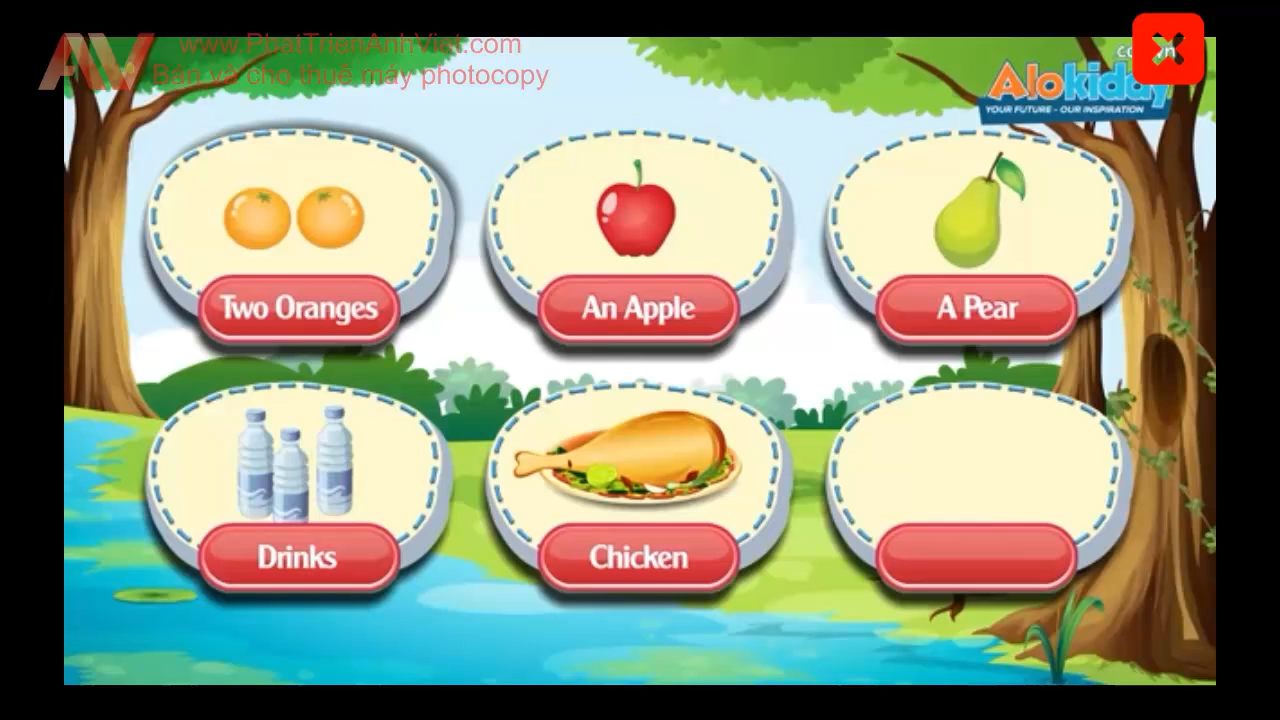 www.PhatTrienAnhViet.com
Bán và cho thuê máy photocopy
Alokiddy
YOUR FUTURE - OUR INSPIRATION
Two Oranges
An Apple
A Pear
Drinks
Chicken